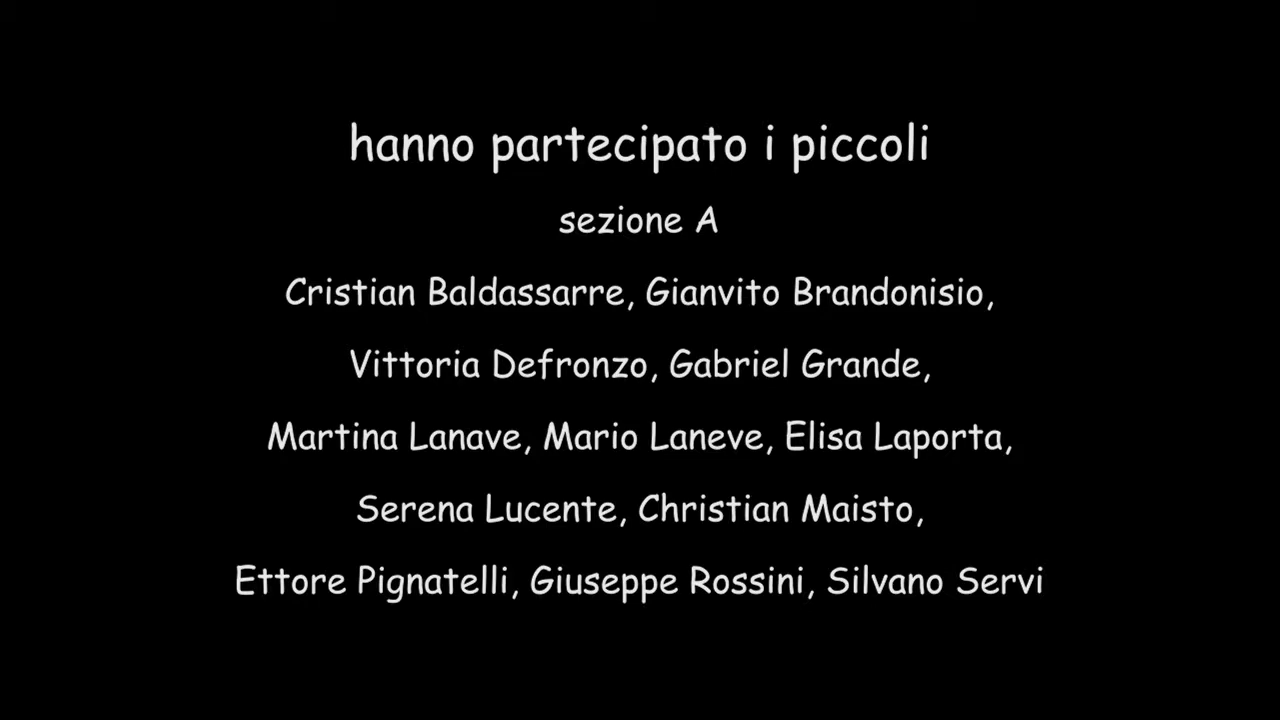 hanno partecipato i piccoli
sezione A
Cristian Baldassarre, Gianvito Brandonisio,
Vittoria Defronzo, Gabriel Grande,
Martina Lanave, Mario Laneve, Elisa Laporta,
Serena Lucente, Christian Maisto,
Ettore Pignatelli, Giuseppe Rossini, Silvano Servi